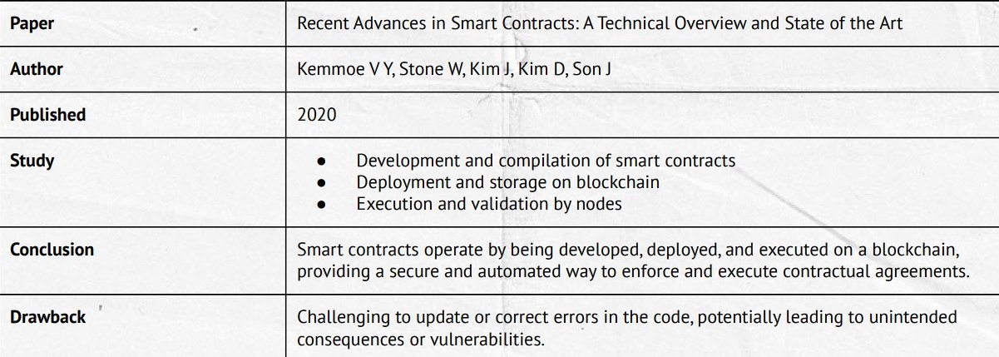 Paper Recent Advances in Smart Contracts: A Technical Overview and State of the Art
Author Kemmoe V Y, Stone W, Kim J, Kim D, Son J
Published 2020
Study
● Development and compilation of smart contracts
● Deployment and storage on blockchain
● Execution and validation by nodes
Conclusion Smart contracts operate by being developed, deployed, and executed on a blockchain,
providing a secure and automated way to enforce and execute contractual agreements.
Drawback Challenging to update or correct errors in the code, potentially leading to unintended
consequences or vulnerabilities.